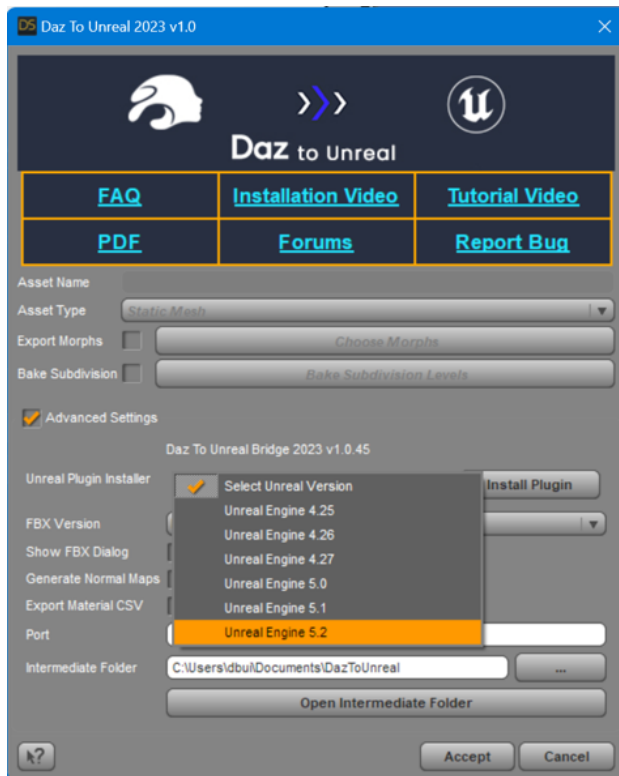 Daz To Unreal 2023 v1.0
Daz to Unreal
FAQ
Installation Video
Tutorial Video
PDF
Forums
Report Bug
Asset Name
Asset Type
Static Mesh
Export Morphs
Choose Morphs
Bake Subdivision
Bake Subdivision Levels
Advanced Settings
Daz To Unreal Bridge 2023 v1.0.45
Unreal Plugin Installer
Install Plugin
Select Unreal Version
Unreal Engine 4.25
Unreal Engine 4.26
Unreal Engine 4.27
Unreal Engine 5.0
Unreal Engine 5.1
Unreal Engine 5.2
FBX Version
Show FBX Dialog
Generate Normal Maps
Export Material CSV
Port
Intermediate Folder
C:\Users\dbui\Documents\DazToUnreal
...
Open Intermediate Folder
?
Accept
Cancel